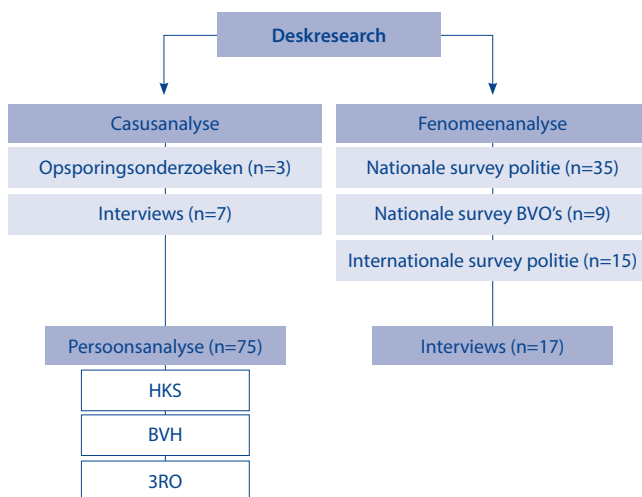 Deskresearch
Casusanalyse
Opsporingsonderzoeken (n=3)
Interviews (n=7)
Persoonsanalyse (n=75)
HKS
BVH
3RO
Fenomeenanalyse
Nationale survey politie (n=35)
Nationale survey BVO's (n=9)
Internationale survey politie (n=15)
Interviews (n=17)